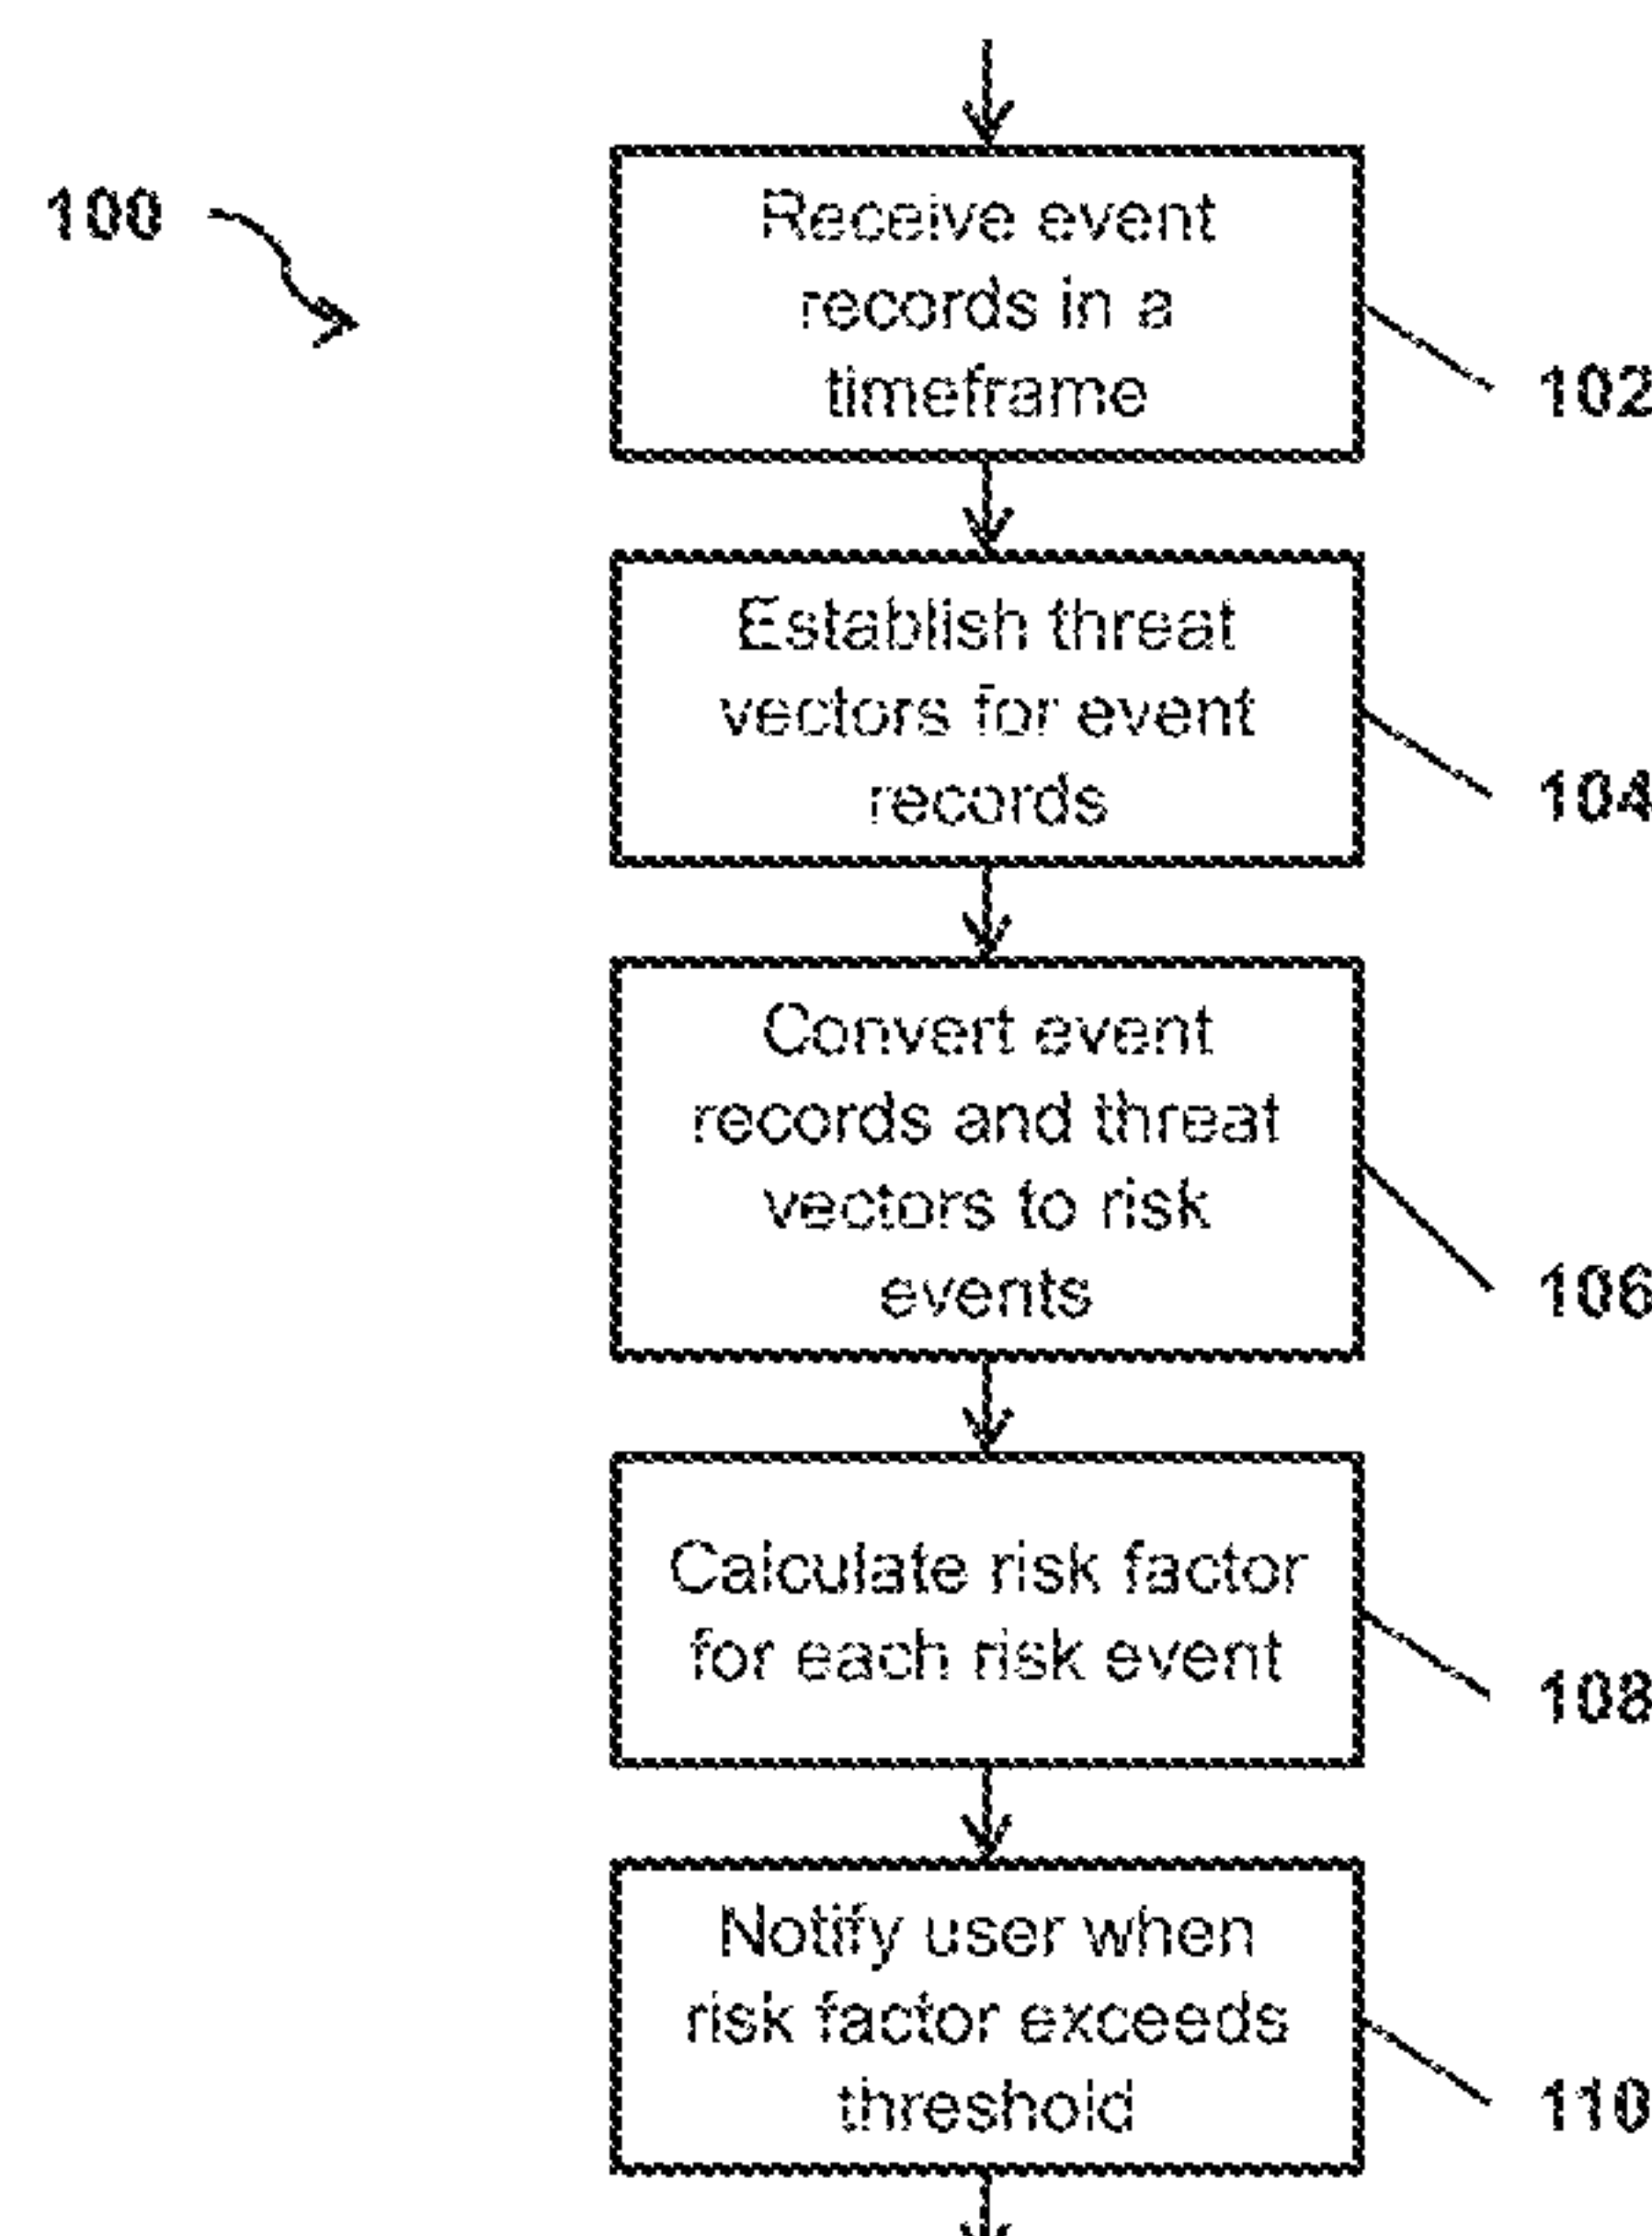 100
Receive event
records in a
timeframe
102
Establish threat
vectors for event
records
104
Convert event
records and threat
vectors to risk
events
106
Calculate risk factor
for each risk event
108
Notify user when
risk factor exceeds
threshold
110